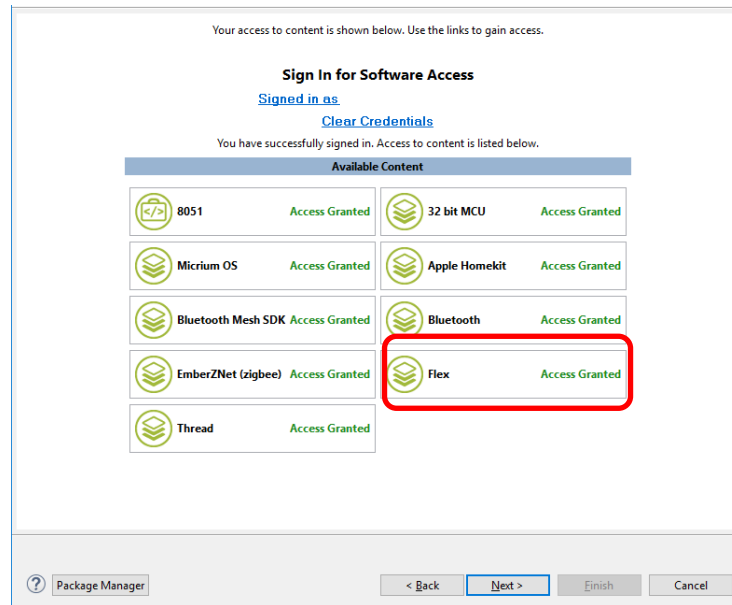 Your access to content is shown below. Use the links to gain access.
Sign In for Software Access
Signed in as
Clear Credentials
You have successfully signed in. Access to content is listed below.
Available Content
8051 Access Granted
32 bit MCU Access Granted
Micrium OS Access Granted
Apple Homekit Access Granted
Bluetooth Mesh SDK Access Granted
Bluetooth Access Granted
EmberZNet (zigbee) Access Granted
Flex Access Granted
Thread Access Granted
? Package Manager < Back Next > Finish Cancel